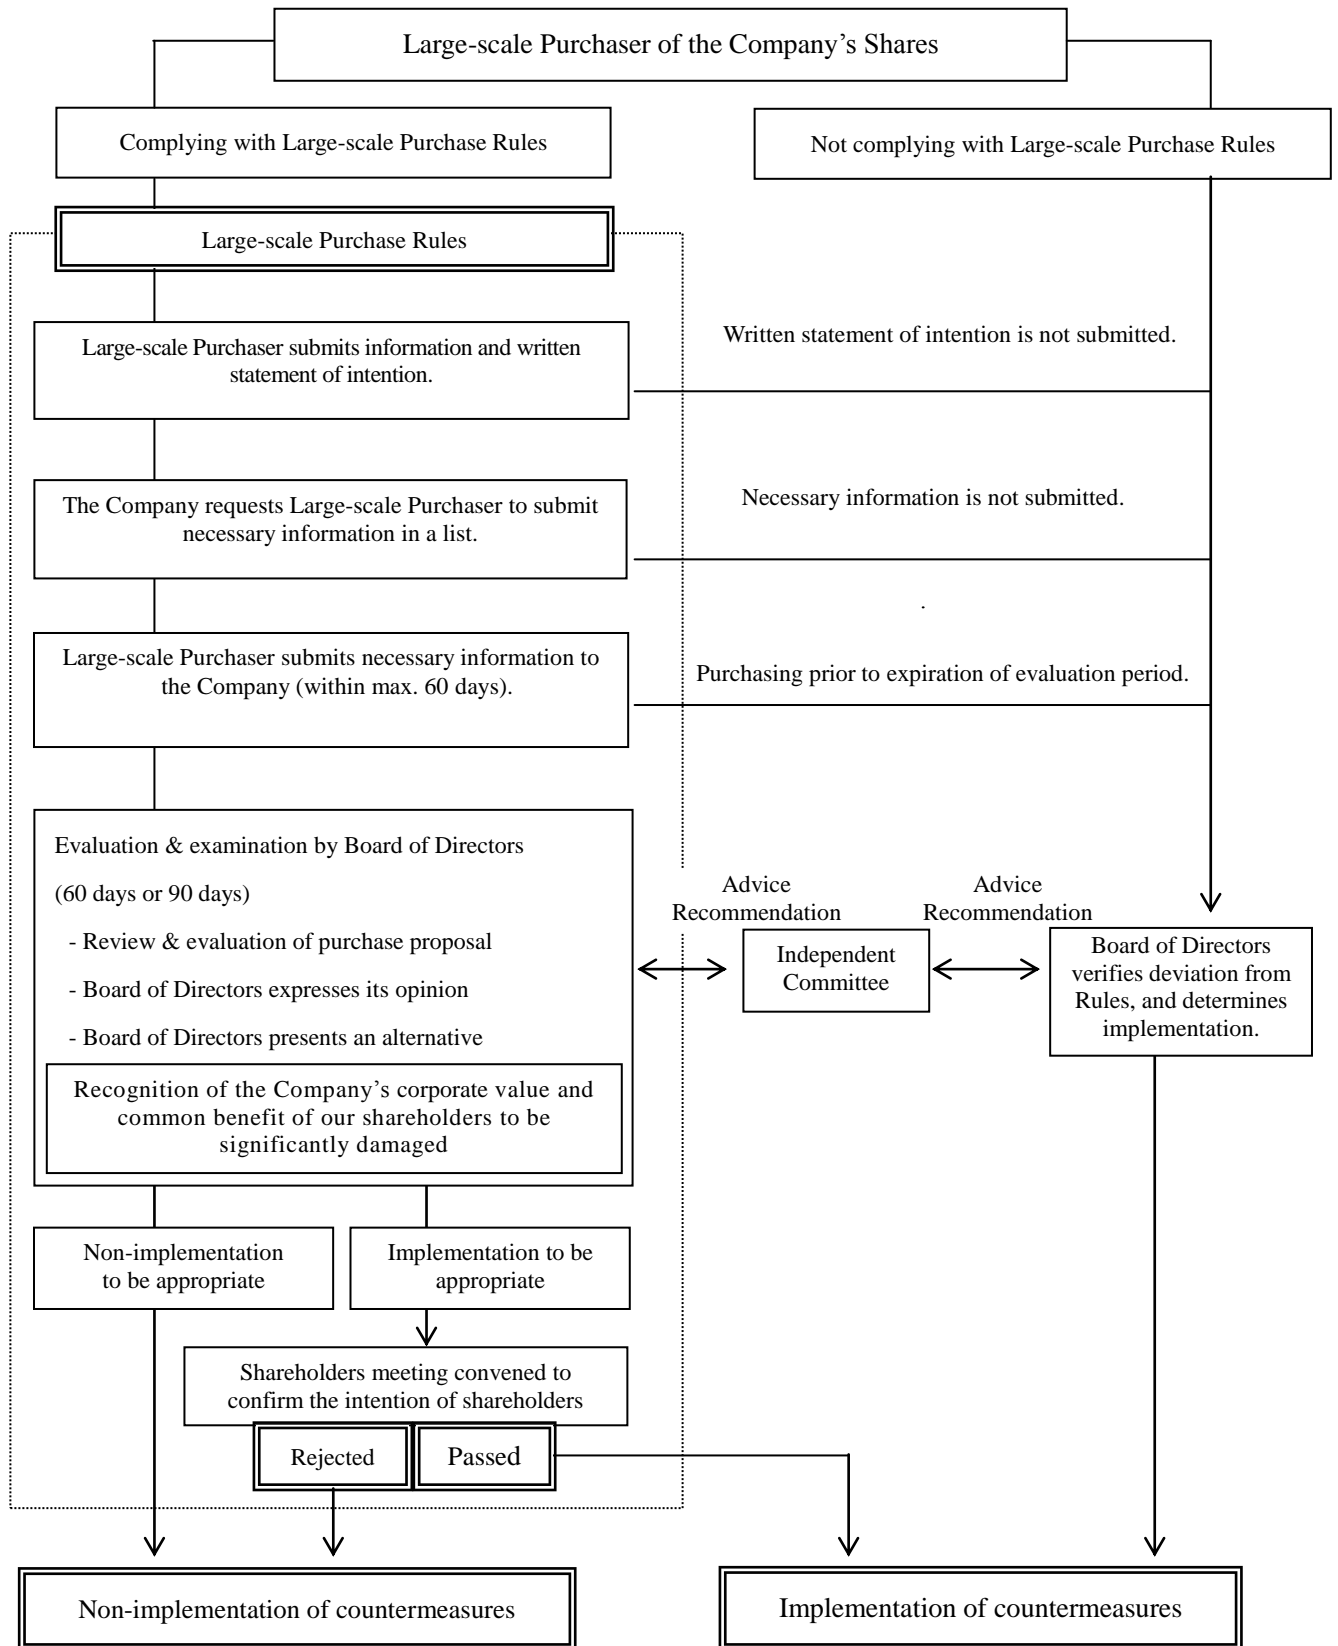 Large-scale Purchaser of the Company’s Shares
Complying with Large-scale Purchase Rules
Not complying with Large-scale Purchase Rules
Large-scale Purchase Rules
Large-scale Purchaser submits information and written
statement of intention.
Written statement of intention is not submitted.
The Company requests Large-scale Purchaser to submit
necessary information in a list.
Necessary information is not submitted.
.
Large-scale Purchaser submits necessary information to
the Company (within max. 60 days).
Purchasing prior to expiration of evaluation period.
Evaluation & examination by Board of Directors
(60 days or 90 days)
- Review & evaluation of purchase proposal
- Board of Directors expresses its opinion
- Board of Directors presents an alternative
Recognition of the Company’s corporate value and
common benefit of our shareholders to be
significantly damaged
Advice
Recommendation
Independent
Committee
Advice
Recommendation
Board of Directors
verifies deviation from
Rules, and determines
implementation.
Non-implementation
to be appropriate
Implementation to be
appropriate
Shareholders meeting convened to
confirm the intention of shareholders
Rejected
Passed
Non-implementation of countermeasures
Implementation of countermeasures